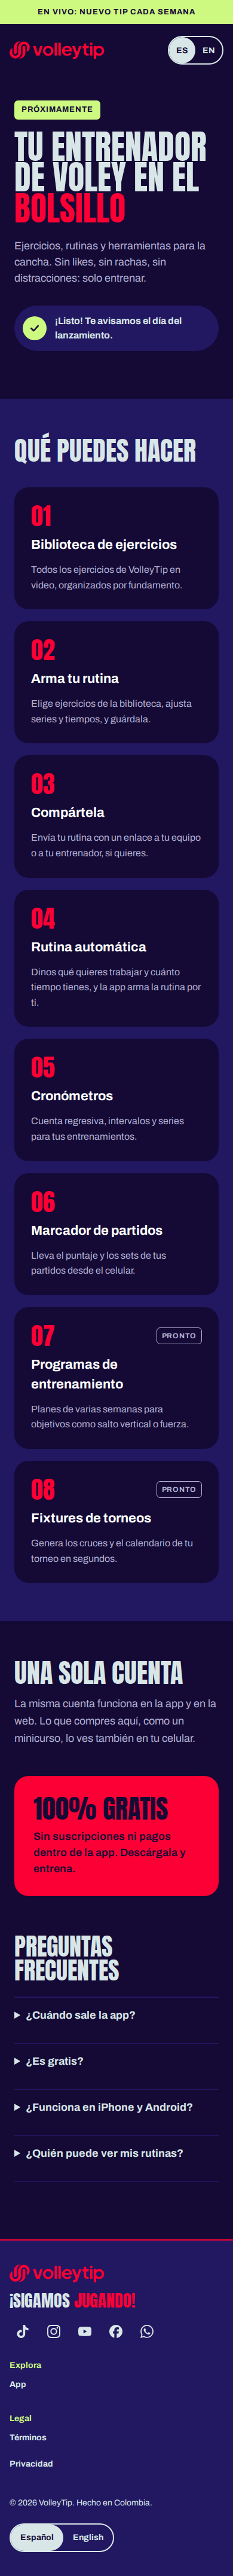 EN VIVO: NUEVO TIP CADA SEMANA
volleytip
ES
EN
PRÓXIMAMENTE
TU ENTRENADOR
DE VOLEY EN EL
BOLSILLO
Ejercicios, rutinas y herramientas para la
cancha. Sin likes, sin rachas, sin
distracciones: solo entrenar.
¡Listo! Te avisamos el día del
lanzamiento.
QUÉ PUEDES HACER
01
Biblioteca de ejercicios
Todos los ejercicios de VolleyTip en
video, organizados por fundamento.
02
Arma tu rutina
Elige ejercicios de la biblioteca, ajusta
series y tiempos, y guárdala.
03
Compártela
Envía tu rutina con un enlace a tu equipo
o a tu entrenador, si quieres.
04
Rutina automática
Dinos qué quieres trabajar y cuánto
tiempo tienes, y la app arma la rutina por
ti.
05
Cronómetros
Cuenta regresiva, intervalos y series
para tus entrenamientos.
06
Marcador de partidos
Lleva el puntaje y los sets de tus
partidos desde el celular.
07
PRONTO
Programas de
entrenamiento
Planes de varias semanas para
objetivos como salto vertical o fuerza.
08
PRONTO
Fixtures de torneos
Genera los cruces y el calendario de tu
torneo en segundos.
UNA SOLA CUENTA
La misma cuenta funciona en la app y en la
web. Lo que compres aquí, como un
minicurso, lo ves también en tu celular.
100% GRATIS
Sin suscripciones ni pagos
dentro de la app. Descárgala y
entrena.
PREGUNTAS
FRECUENTES
¿Cuándo sale la app?
¿Es gratis?
¿Funciona en iPhone y Android?
¿Quién puede ver mis rutinas?
volleytip
¡SIGAMOS JUGANDO!
Explora
App
Legal
Términos
Privacidad
© 2026 VolleyTip. Hecho en Colombia.
Español
English